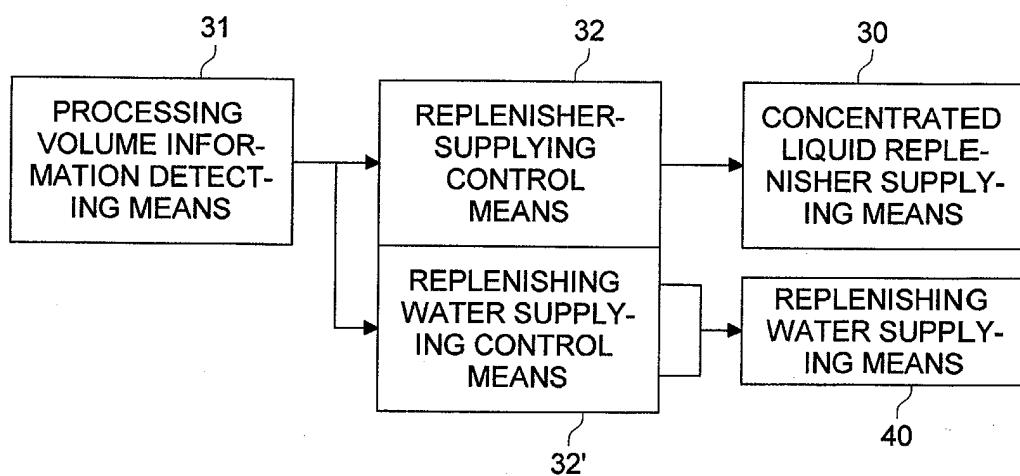 31
PROCESSING
VOLUME INFOR-
MATION DETECT-
ING MEANS
32
REPLENISHER-
SUPPLYING
CONTROL
MEANS
30
CONCENTRATED
LIQUID REPLE-
NISHER SUPPLY-
ING MEANS
REPLENISHING
WATER SUPPLY-
ING CONTROL
MEANS
32'
REPLENISHING
WATER SUPPLY-
ING MEANS
40